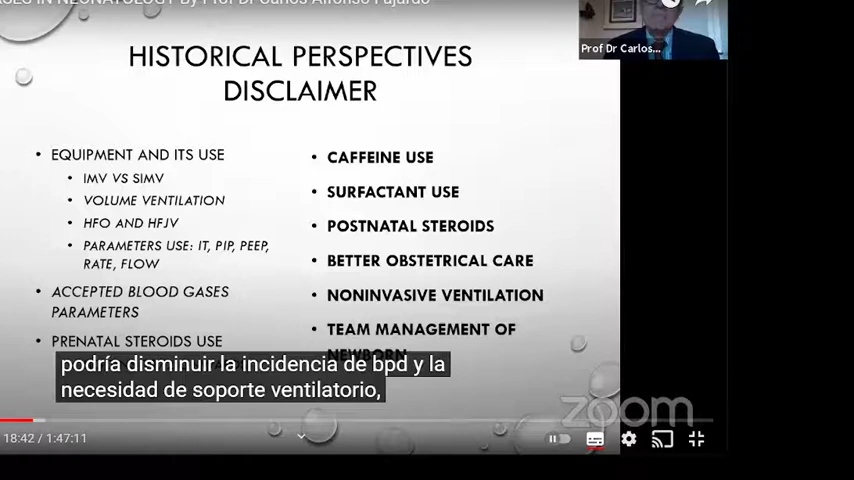 HISTORICAL PERSPECTIVES
DISCLAIMER
Prof Dr Carlos...
• EQUIPMENT AND ITS USE
• IMV VS SIMV
• VOLUME VENTILATION
• HFO AND HFJV
• PARAMETERS USE: IT, PIP, PEEP,
RATE, FLOW
• ACCEPTED BLOOD GASES
PARAMETERS
• PRENATAL STEROIDS USE
• CAFFEINE USE
• SURFACTANT USE
• POSTNATAL STEROIDS
• BETTER OBSTETRICAL CARE
• NONINVASIVE VENTILATION
• TEAM MANAGEMENT OF
NEWBORN
podría disminuir la incidencia de bpd y la
necesidad de soporte ventilatorio,
zoom
18:42 / 1:47:11